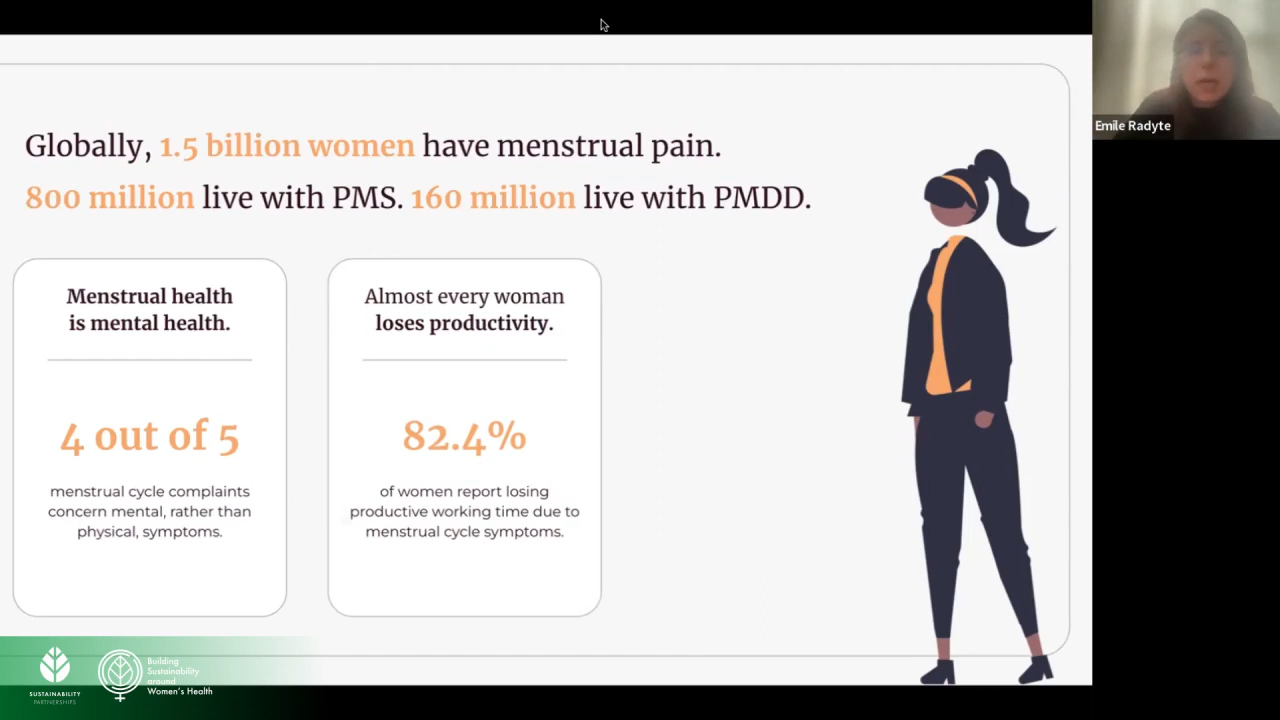 Emile Radyte
Globally, 1.5 billion women have menstrual pain.
800 million live with PMS. 160 million live with PMDD.
Menstrual health
is mental health.
4 out of 5
menstrual cycle complaints
concern mental, rather than
physical, symptoms.
Almost every woman
loses productivity.
82.4%
of women report losing
productive working time due to
menstrual cycle symptoms.
SUSTAINABILITY
PARTNERSHIPS
Building
Sustainability
around
Women's Health